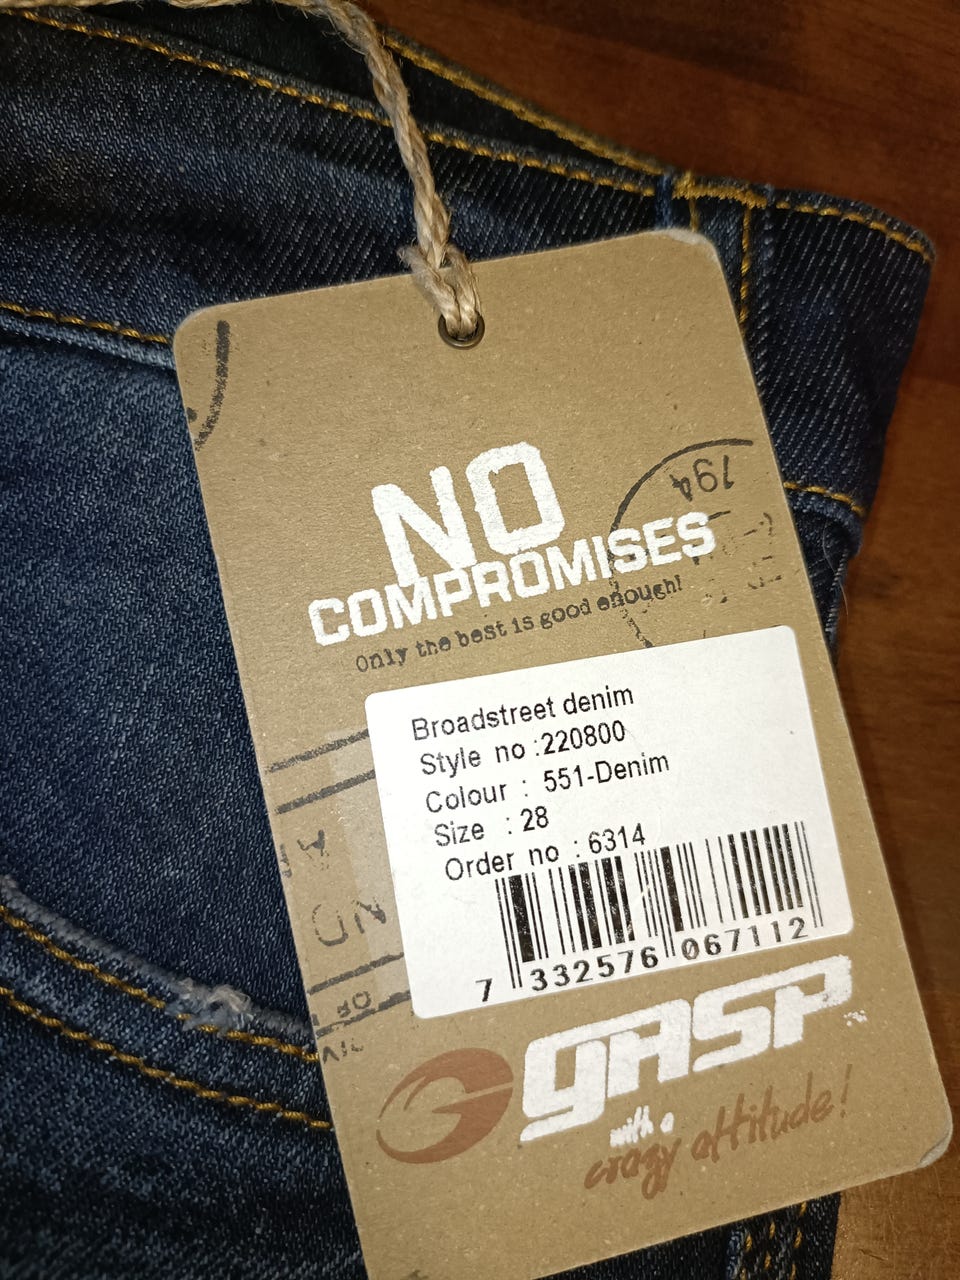 NO
COMPROMISES
Only the best is good enough!
Broadstreet denim
Style no :220800
Colour : 551-Denim
Size : 28
Order no : 6314
7 332576 067112
gASP
with a
crazy attitude!